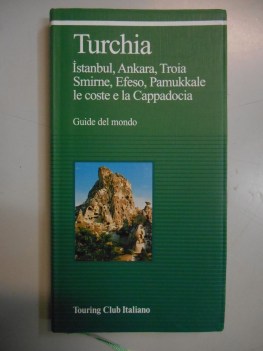 Turchia
İstanbul, Ankara, Troia
Smirne, Efeso, Pamukkale
le coste e la Cappadocia
Guide del mondo
Touring Club Italiano